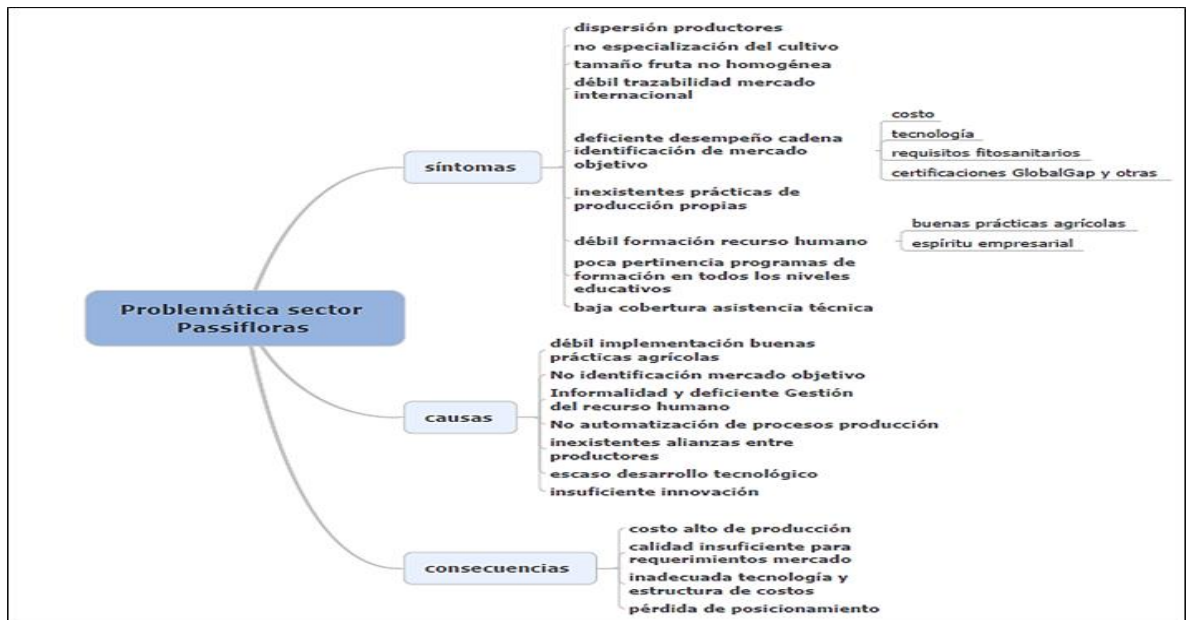 Problemática sector
Passifloras
síntomas
dispersión productores
no especialización del cultivo
tamaño fruta no homogénea
débil trazabilidad mercado
internacional
deficiente desempeño cadena
identificación de mercado
objetivo
costo
tecnología
requisitos fitosanitarios
certificaciones GlobalGap y otras
inexistentes prácticas de
producción propias
débil formación recurso humano
buenas prácticas agrícolas
espíritu empresarial
poca pertinencia programas de
formación en todos los niveles
educativos
baja cobertura asistencia técnica
causas
débil implementación buenas
prácticas agrícolas
No identificación mercado objetivo
Informalidad y deficiente Gestión
del recurso humano
No automatización de procesos producción
inexistentes alianzas entre
productores
escaso desarrollo tecnológico
insuficiente innovación
consecuencias
costo alto de producción
calidad insuficiente para
requerimientos mercado
inadecuada tecnología y
estructura de costos
pérdida de posicionamiento